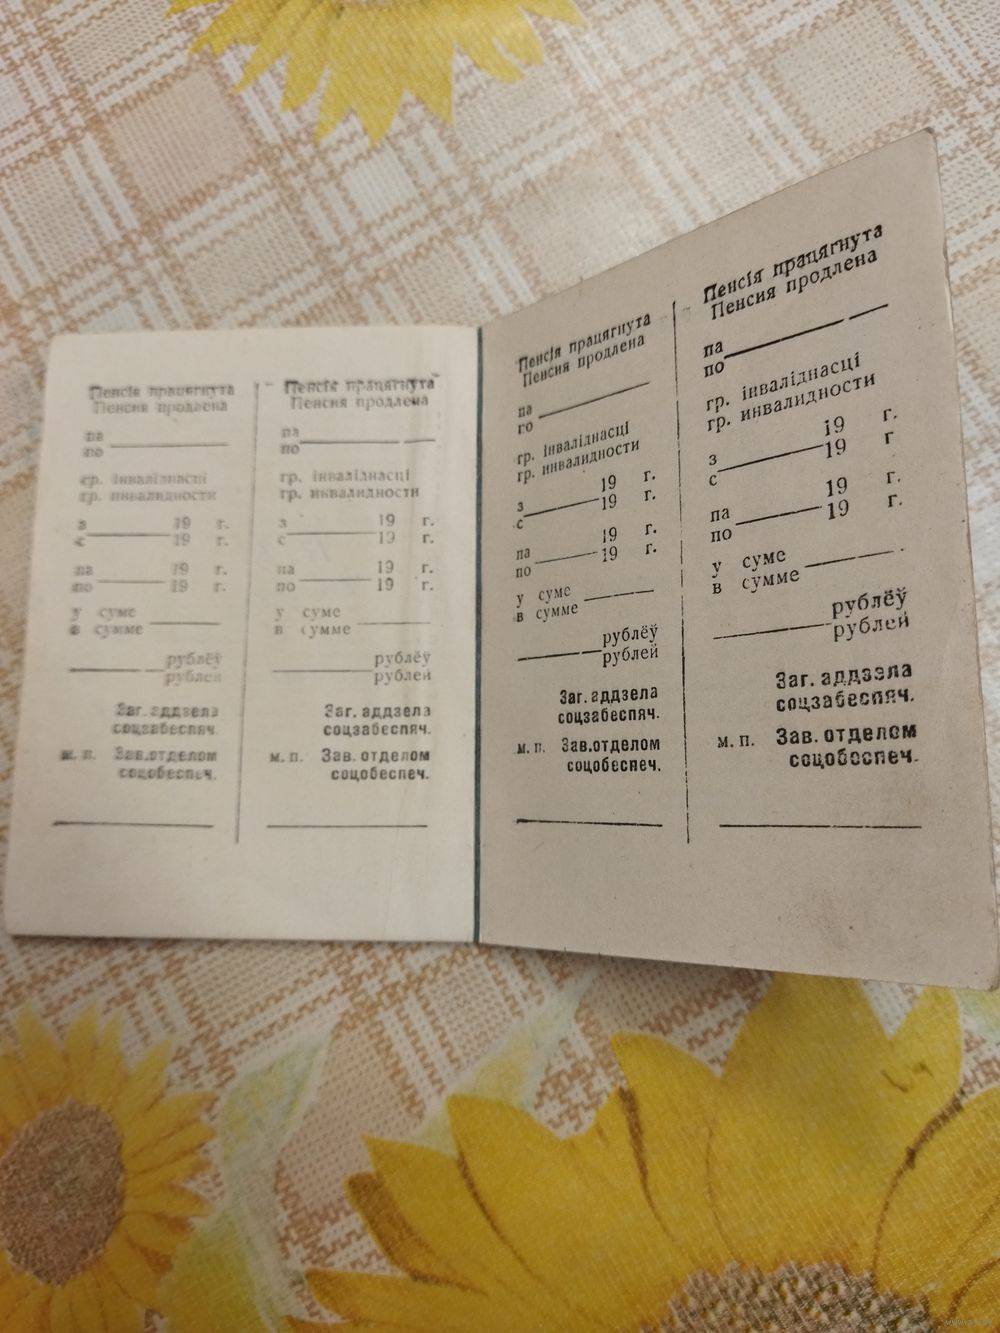 Пенсія працягнута
Пенсия продлена
па
по
гр. інваліднасці
гр. инвалидности
з 19 г.
с 19 г.
па 19 г.
по 19 г.
у суме
в сумме
рублёў
рублей
Заг. аддзела
соцзабеспяч.
м. п. Зав.отделом
соцобеспеч.
Пенсія працягнута
Пенсия продлена
па
по
гр. інваліднасці
гр. инвалидности
з 19 г.
с 19 г.
па 19 г.
по 19 г.
у суме
в сумме
рублёў
рублей
Заг. аддзела
соцзабеспяч.
м. п. Зав. отделом
соцобеспеч.
Пенсія працягнута
Пенсия продлена
па
го
гр. інваліднасці
гр. инвалидности
з 19 г.
с 19 г.
па 19 г.
по 19 г.
у суме
в сумме
рублёў
рублей
Заг. аддзела
соцзабеспяч.
м. п. Зав.отделом
соцобеспеч.
Пенсія працягнута
Пенсия продлена
па
по
гр. інваліднасці
гр. инвалидности
з 19 г.
с 19 г
па 19 г.
по 19 г.
у суме
в сумме
рублёў
рублей
Заг. аддзела
соцзабеспяч.
м. п. Зав. отделом
соцобеспеч.